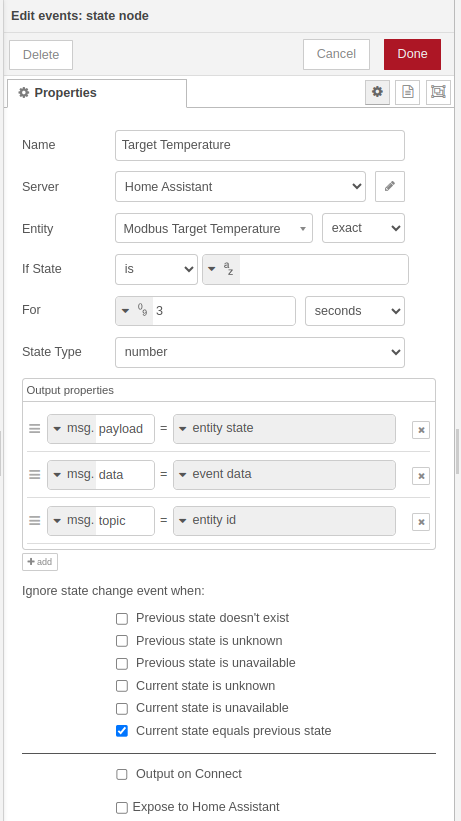 Edit events: state node
Delete Cancel Done
Properties
Name Target Temperature
Server Home Assistant
Entity Modbus Target Temperature exact
If State is a z
For 0 9 3 seconds
State Type number
Output properties
msg. payload = entity state
msg. data = event data
msg. topic = entity id
+ add
Ignore state change event when:
Previous state doesn't exist
Previous state is unknown
Previous state is unavailable
Current state is unknown
Current state is unavailable
Current state equals previous state
Output on Connect
Expose to Home Assistant